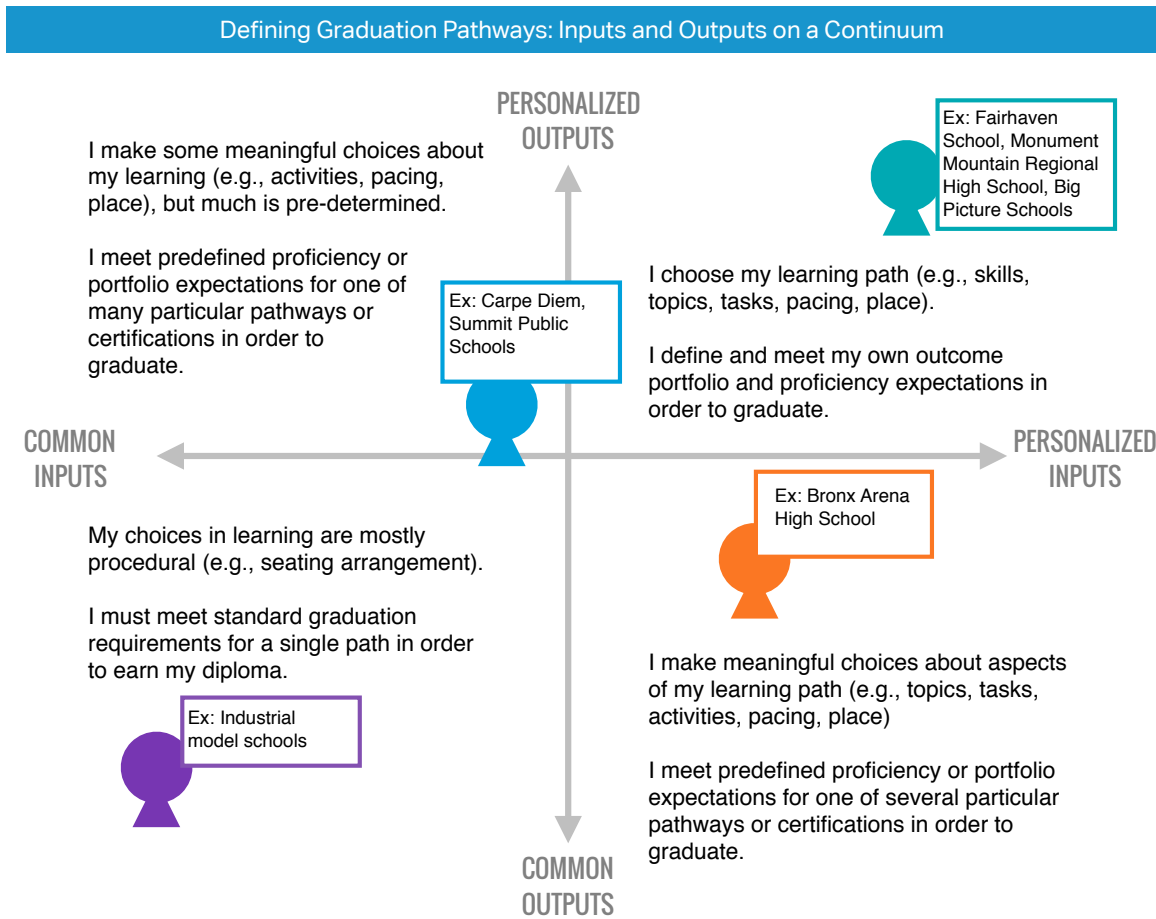 Defining Graduation Pathways: Inputs and Outputs on a Continuum
PERSONALIZED
OUTPUTS
I make some meaningful choices about
my learning (e.g., activities, pacing,
place), but much is pre-determined.
I meet predefined proficiency or
portfolio expectations for one of
many particular pathways or
certifications in order to
graduate.
Ex: Carpe Diem,
Summit Public
Schools
Ex: Fairhaven
School, Monument
Mountain Regional
High School, Big
Picture Schools
I choose my learning path (e.g., skills,
topics, tasks, pacing, place).
I define and meet my own outcome
portfolio and proficiency expectations in
order to graduate.
COMMON
INPUTS
PERSONALIZED
INPUTS
My choices in learning are mostly
procedural (e.g., seating arrangement).
I must meet standard graduation
requirements for a single path in order
to earn my diploma.
Ex: Industrial
model schools
Ex: Bronx Arena
High School
I make meaningful choices about aspects
of my learning path (e.g., topics, tasks,
activities, pacing, place)
I meet predefined proficiency or portfolio
expectations for one of several particular
pathways or certifications in order to
graduate.
COMMON
OUTPUTS